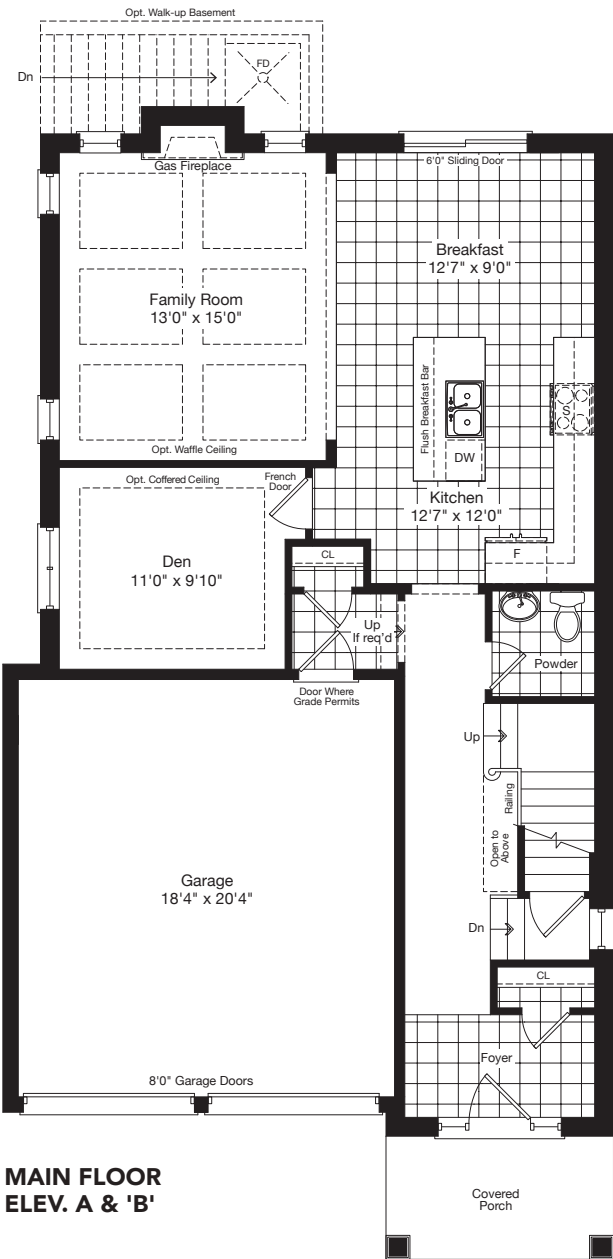 Opt. Walk-up Basement
Dn
FD
Gas Fireplace
6'0" Sliding Door
Breakfast
12'7" x 9'0"
Family Room
13'0" x 15'0"
Flush Breakfast Bar
S
DW
Opt. Waffle Ceiling
Opt. Coffered Ceiling
French
Door
Kitchen
12'7" x 12'0"
Den
11'0" x 9'10"
CL
F
Up
If req'd
Powder
Door Where
Grade Permits
Up
Railing
Open to
Above
Garage
18'4" x 20'4"
Dn
CL
Foyer
8'0" Garage Doors
MAIN FLOOR
ELEV. A & 'B'
Covered
Porch